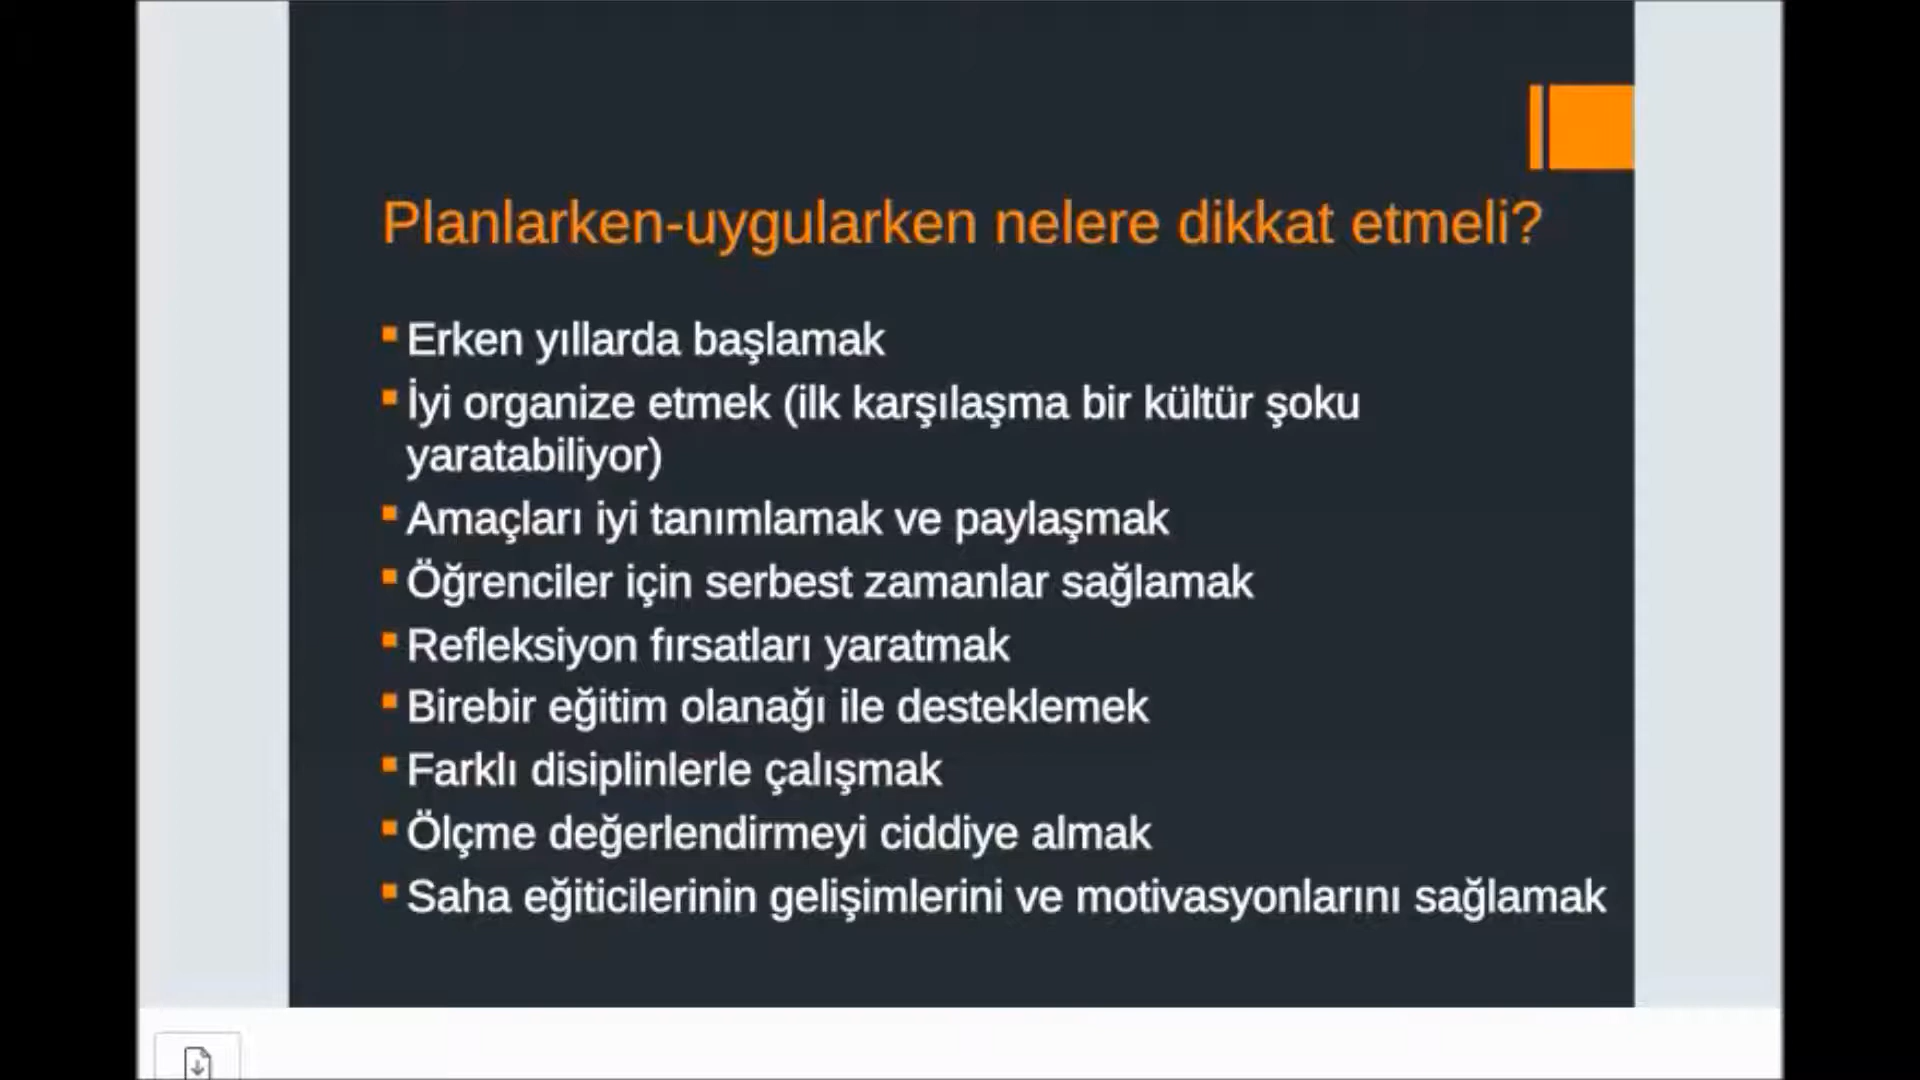 Planlarken-uygularken nelere dikkat etmeli?
Erken yıllarda başlamak
İyi organize etmek (ilk karşılaşma bir kültür şoku
yaratabiliyor)
Amaçları iyi tanımlamak ve paylaşmak
Öğrenciler için serbest zamanlar sağlamak
Refleksiyon fırsatları yaratmak
Birebir eğitim olanağı ile desteklemek
Farklı disiplinlerle çalışmak
Ölçme değerlendirmeyi ciddiye almak
Saha eğiticilerinin gelişimlerini ve motivasyonlarını sağlamak